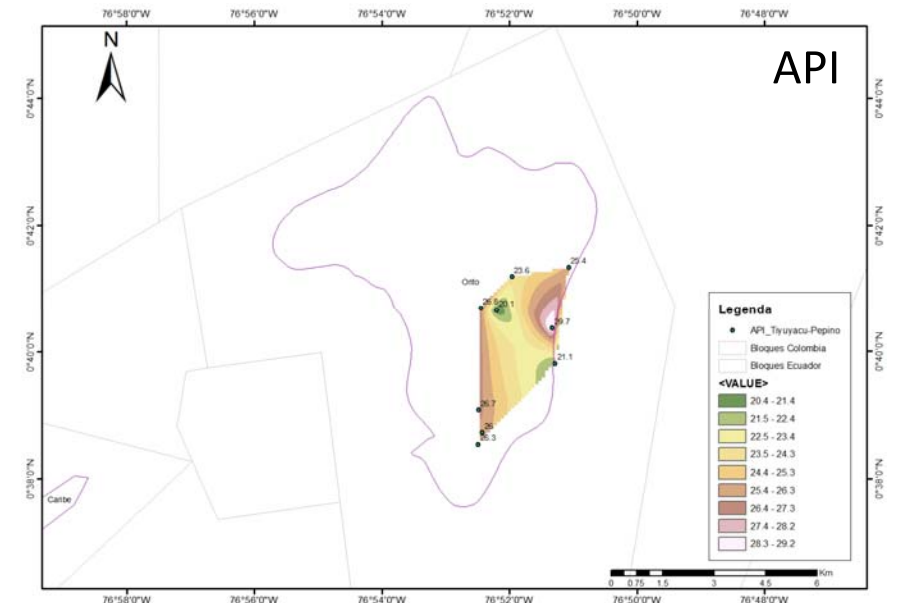 76°58'0"W 76°56'0"W 76°54'0"W 76°52'0"W 76°50'0"W 76°48'0"W
N
API
0°44'0"N 0°44'0"N
0°42'0"N 0°42'0"N
25.4
23.6
Orito
20.1
29.7
0°40'0"N 0°40'0"N
21.1
26.7
26
26.3
0°38'0"N 0°38'0"N
Caribe
Legenda
API_Tiyuyacu-Pepino
Bloques Colombia
Bloques Ecuador
<VALUE>
20.4 - 21.4
21.5 - 22.4
22.5 - 23.4
23.5 - 24.3
24.4 - 25.3
25.4 - 26.3
26.4 - 27.3
27.4 - 28.2
28.3 - 29.2
Km
0 0.75 1.5 3 4.5 6
76°58'0"W 76°56'0"W 76°54'0"W 76°52'0"W 76°50'0"W 76°48'0"W